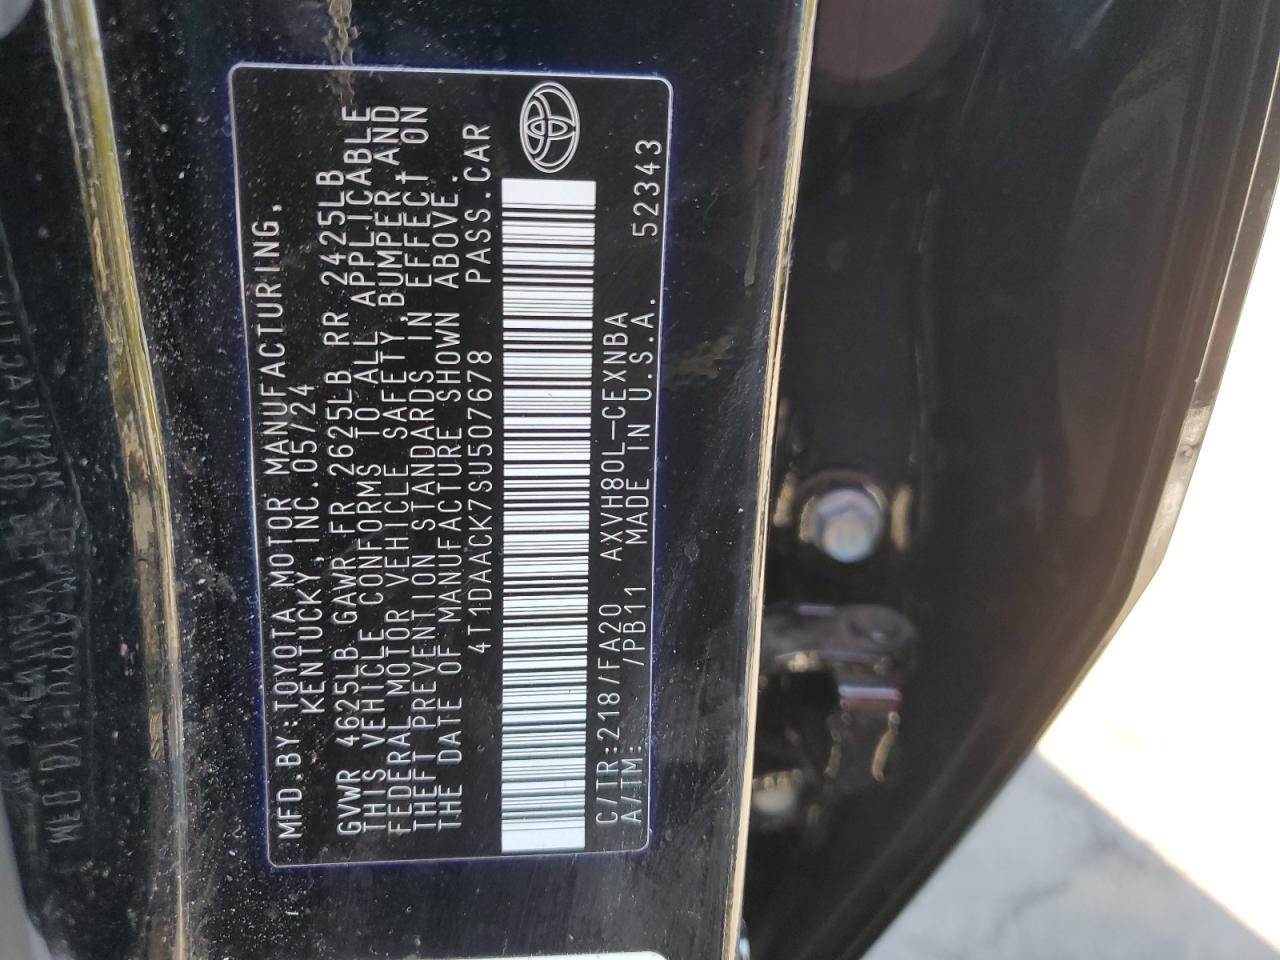 MFD.BY:TOYOTA MOTOR MANUFACTURING,
KENTUCKY, INC.05/24
GVWR 4625LB GAWR FR 2625LB RR 2425LB
THIS VEHICLE CONFORMS TO ALL APPLICABLE
FEDERAL MOTOR VEHICLE SAFETY,BUMPER,AND
THEFT PREVENTION STANDARDS IN EFFECT ON
THE DATE OF MANUFACTURE SHOWN ABOVE.
4T1DAACK7SU507678 PASS.CAR
C/TR:218/FA20 AXVH80L-CEXNBA
A/TM: /PB11 MADE IN U.S.A. 52343